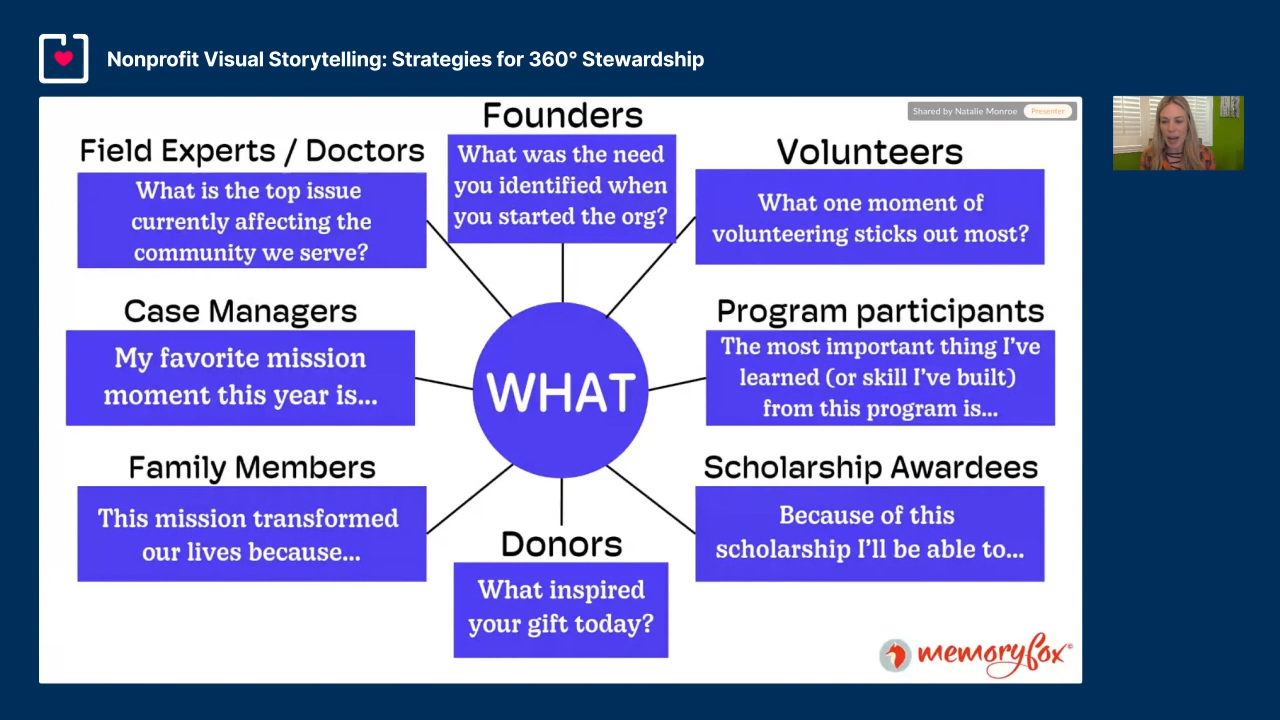 Nonprofit Visual Storytelling: Strategies for 360° Stewardship
Shared by Natalie Monroe
Presenter
Founders
What was the need
you identified when
you started the org?
Field Experts / Doctors
What is the top issue
currently affecting the
community we serve?
Volunteers
What one moment of
volunteering sticks out most?
Case Managers
My favorite mission
moment this year is...
WHAT
Program participants
The most important thing I've
learned (or skill I've built)
from this program is...
Family Members
This mission transformed
our lives because...
Donors
What inspired
your gift today?
Scholarship Awardees
Because of this
scholarship I'll be able to...
memoryfox©